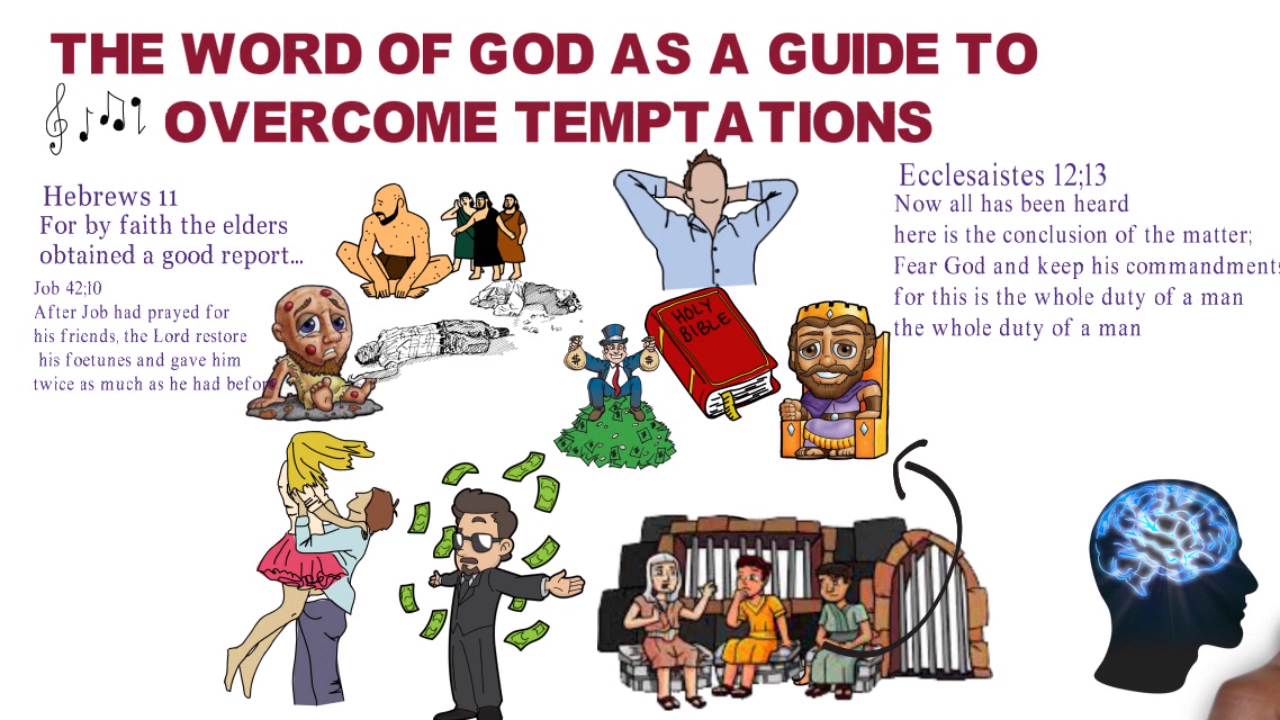 THE WORD OF GOD AS A GUIDE TO
OVERCOME TEMPTATIONS
Hebrews 11
For by faith the elders
obtained a good report...
Job 42;10
After Job had prayed for
his friends, the Lord restore
his foetunes and gave him
twice as much as he had before
Ecclesaistes 12;13
Now all has been heard
here is the conclusion of the matter;
Fear God and keep his commandments
for this is the whole duty of a man
the whole duty of a man
HOLY
BIBLE